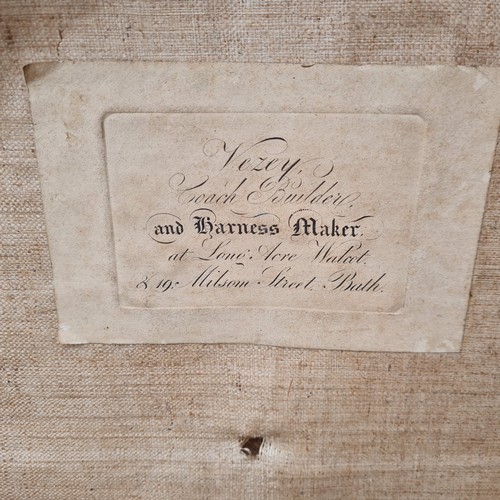 Vezey,
Coach Builder,
and Harness Maker,
at Long Acre Walcot,
& 19, Milsom Street, Bath.